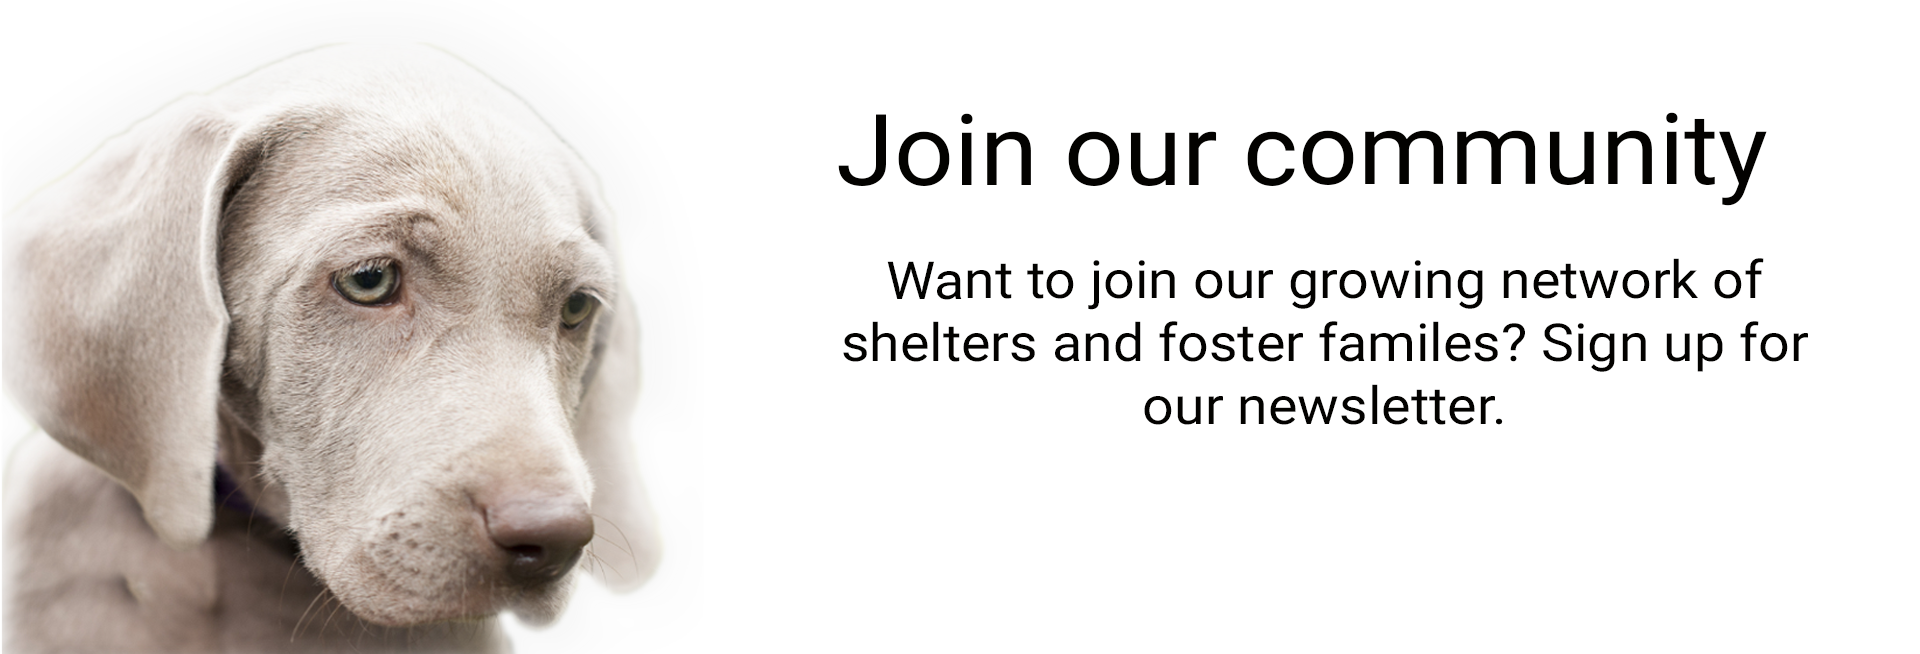 Join our community
Want to join our growing network of
shelters and foster familes? Sign up for
our newsletter.